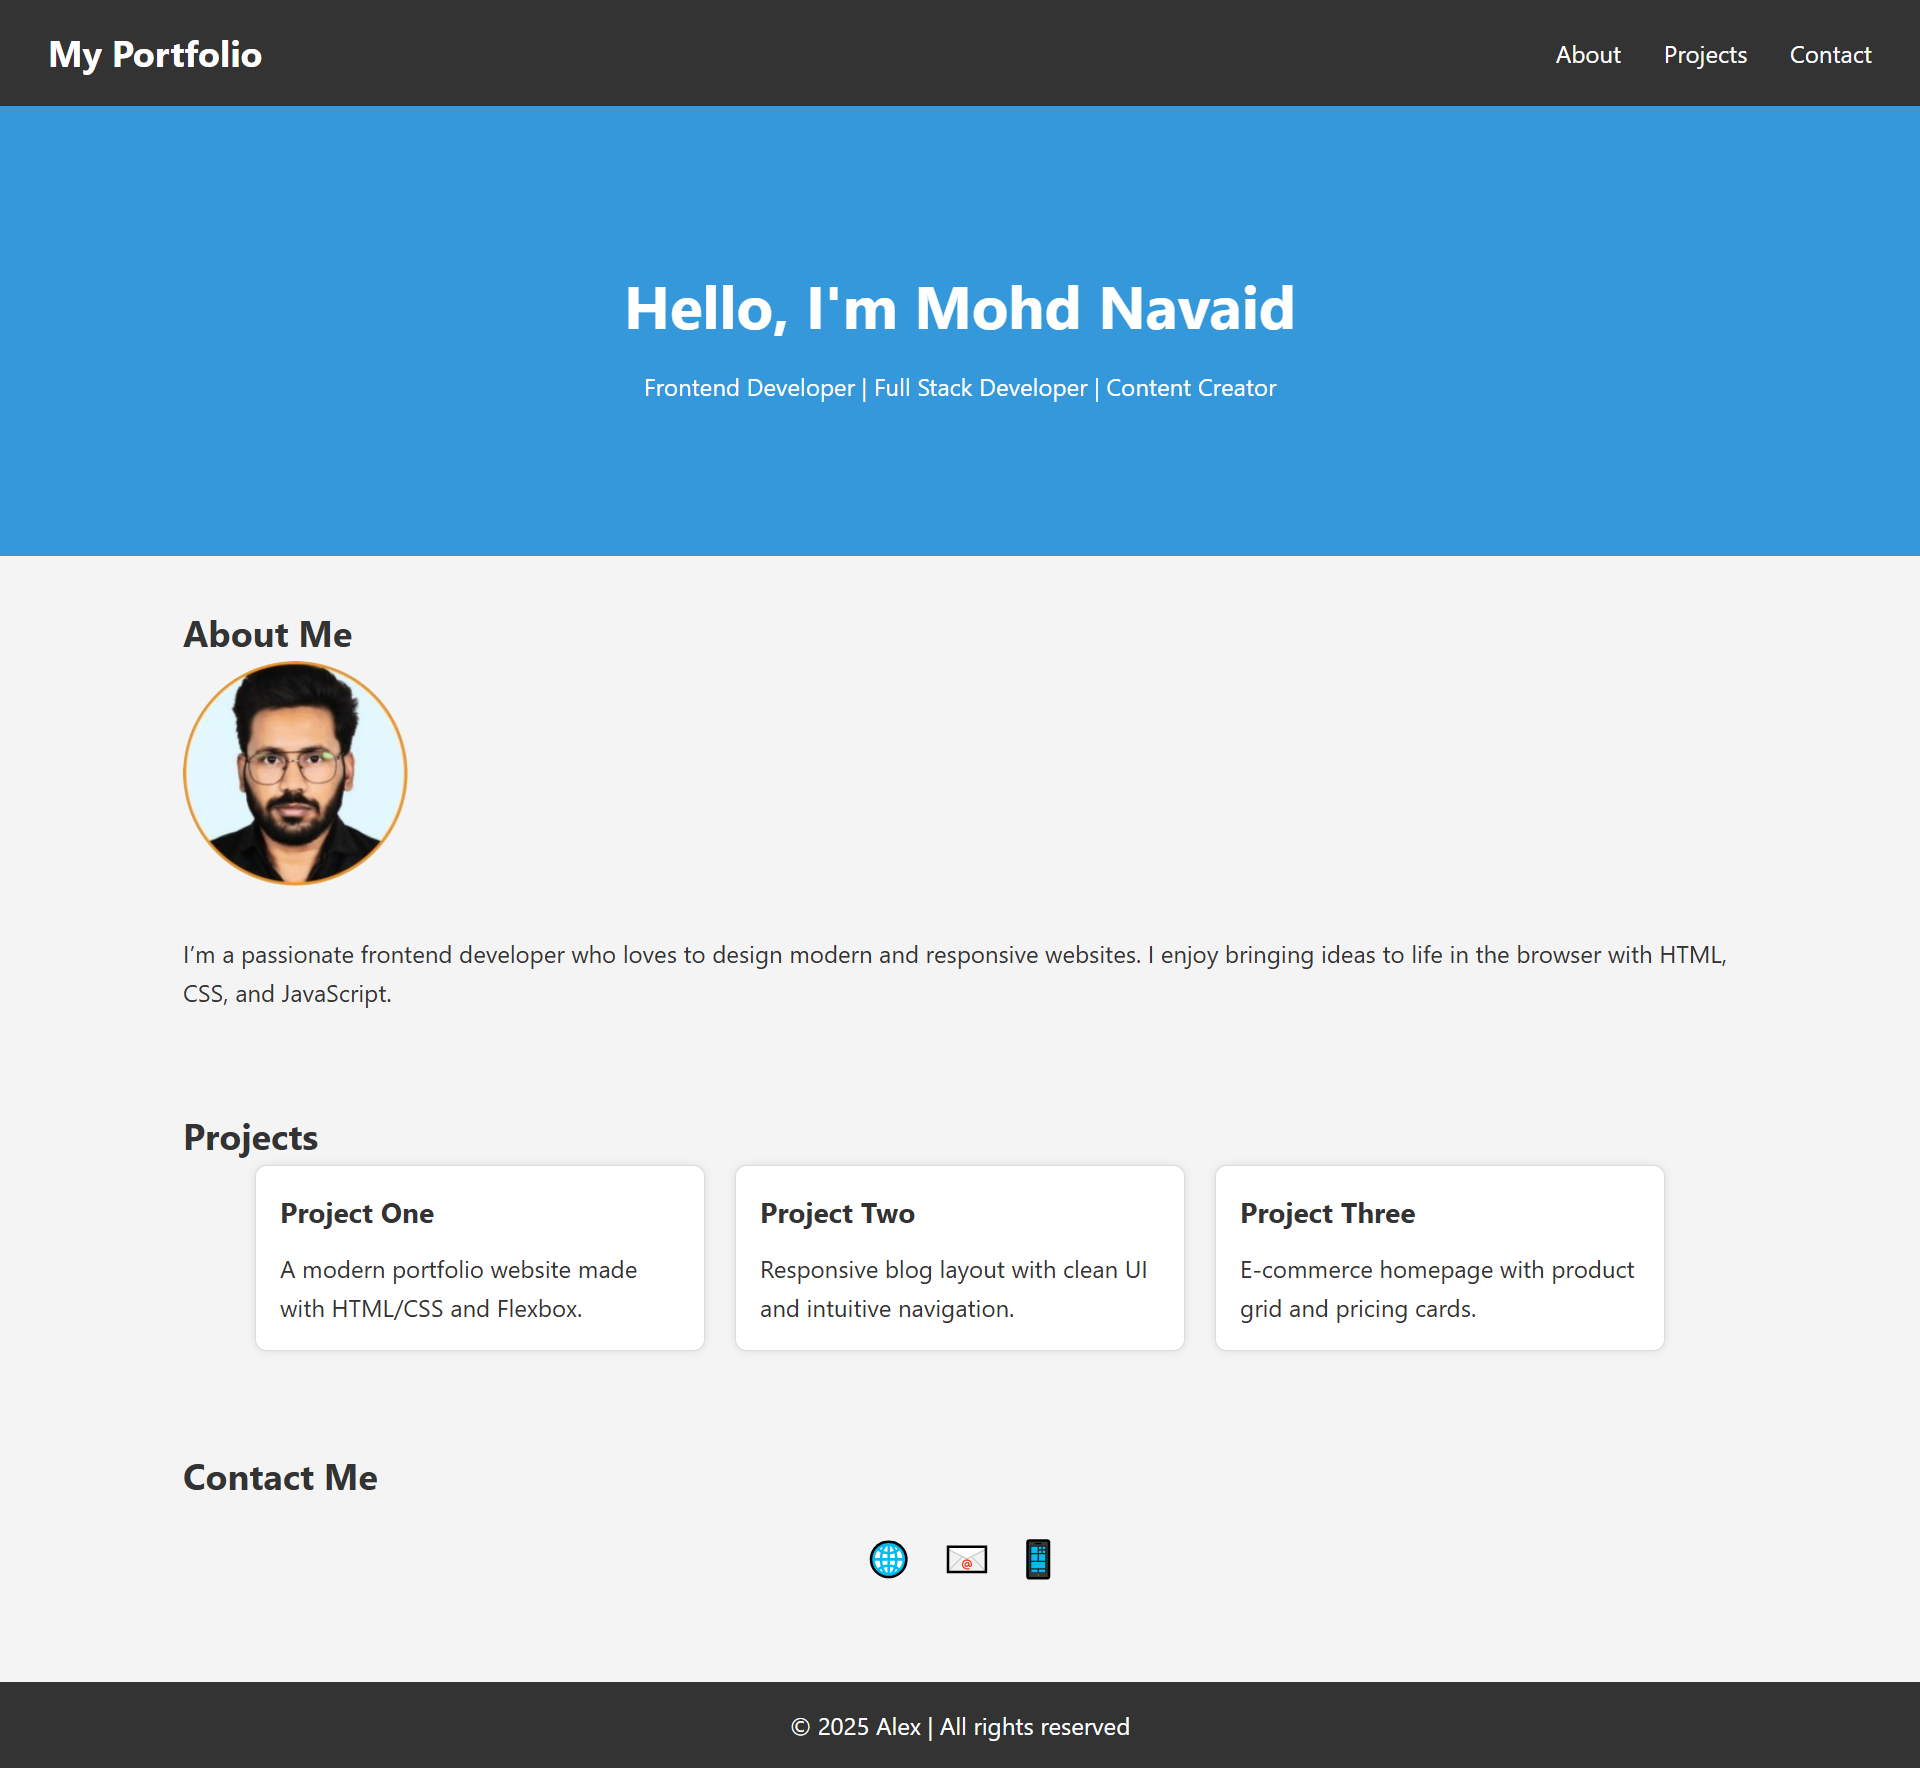 My Portfolio
About Projects Contact
Hello, I'm Mohd Navaid
Frontend Developer | Full Stack Developer | Content Creator
About Me
I’m a passionate frontend developer who loves to design modern and responsive websites. I enjoy bringing ideas to life in the browser with HTML,
CSS, and JavaScript.
Projects
Project One
A modern portfolio website made
with HTML/CSS and Flexbox.
Project Two
Responsive blog layout with clean UI
and intuitive navigation.
Project Three
E-commerce homepage with product
grid and pricing cards.
Contact Me
@
© 2025 Alex | All rights reserved